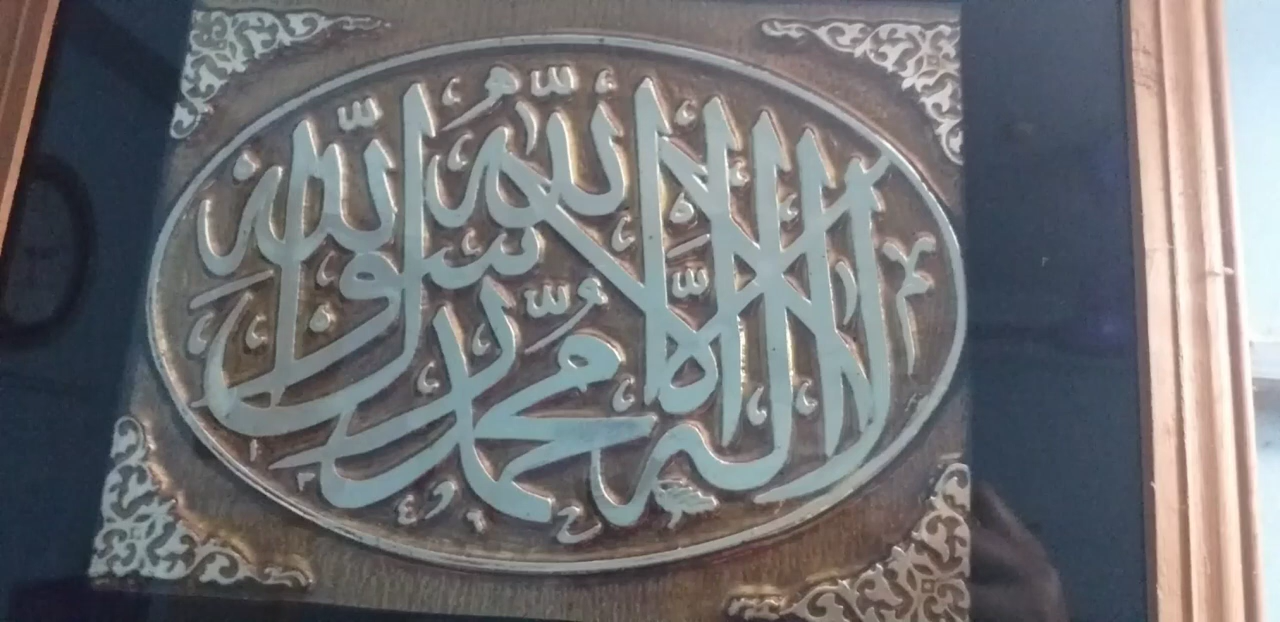 لا إله إلا الله محمد رسول الله